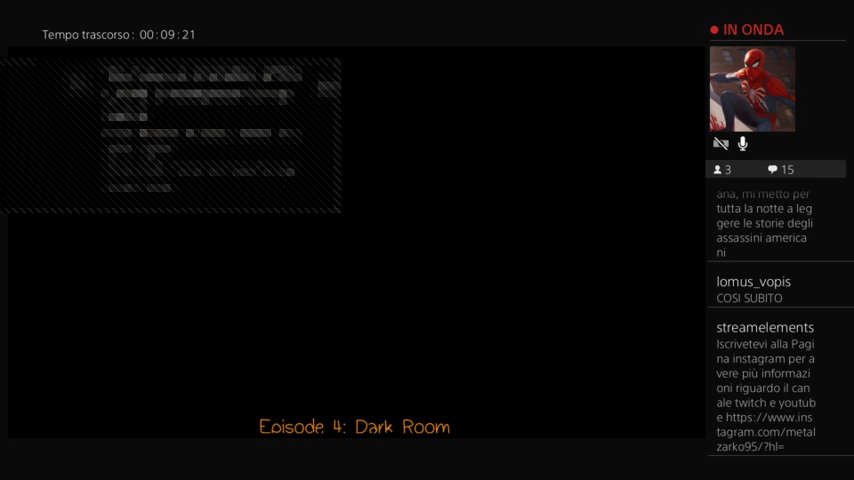 Tempo trascorso: 00:09:21
IN ONDA
3 15
ana, mi metto per
tutta la notte a leg
gere le storie degli
assassini america
ni
lomus_vopis
COSI SUBITO
streamelements
Iscrivetevi alla Pagi
na instagram per a
vere più informazi
oni riguardo il can
ale twitch e youtub
e https://www.ins
tagram.com/metal
zarko95/?hl=
Episode 4: Dark Room